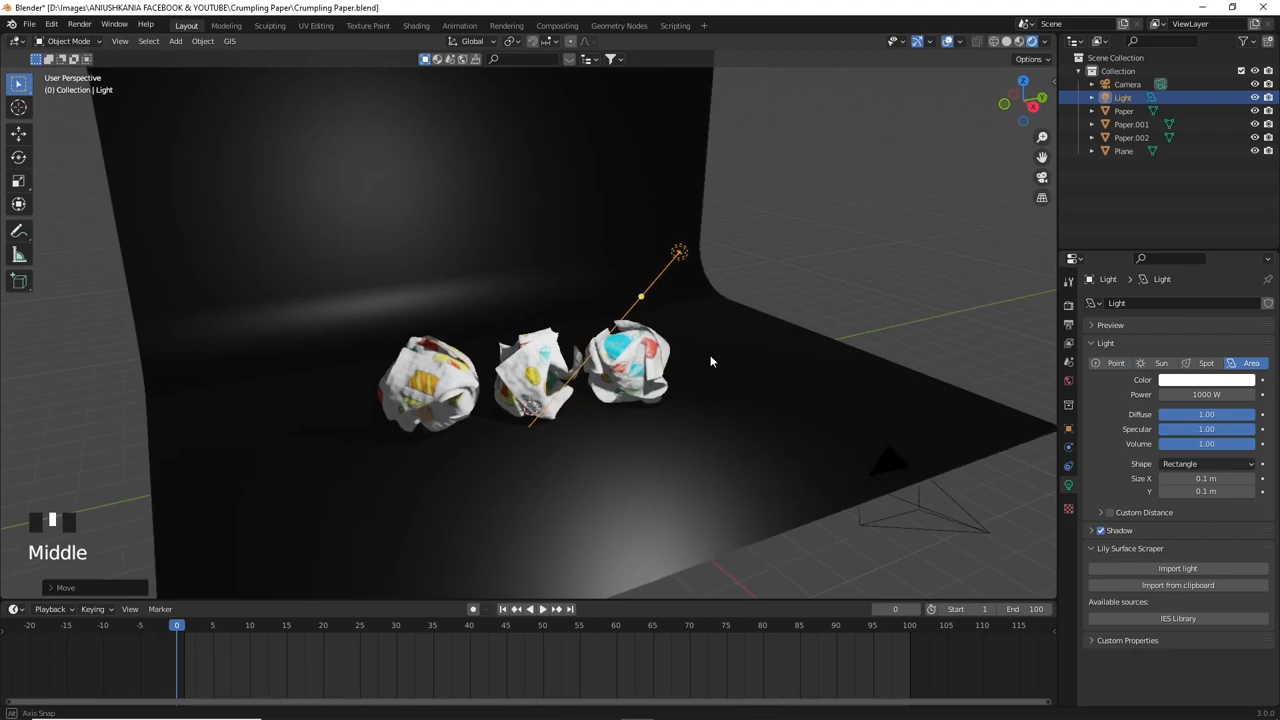 Blender* [D:\Images\ANIUSHKANIA FACEBOOK & YOUTUBE\Crumpling Paper\Crumpling Paper.blend]
File Edit Render Window Help Layout Modeling Sculpting UV Editing Texture Paint Shading Animation Rendering Compositing Geometry Nodes Scripting Scene ViewLayer
Object Mode View Select Add Object GIS Global
Options
Scene Collection
Collection
Camera
Light
Paper
Paper.001
Paper.002
Plane
User Perspective
(0) Collection | Light
X
Y
Z
Middle
Move
Light Light
Light
Preview
Light
Point Sun Spot Area
Color
Power 1000 W
Diffuse 1.00
Specular 1.00
Volume 1.00
Shape Rectangle
Size X 0.1 m
Y 0.1 m
Custom Distance
Shadow
Lily Surface Scraper
Import light
Import from clipboard
Available sources:
IES Library
Custom Properties
Playback Keying View Marker 0 Start 1 End 100
-20 -15 -10 -5 0 5 10 15 20 25 30 35 40 45 50 55 60 65 70 75 80 85 90 95 100 105 110 115
Axis Snap 3.0.0